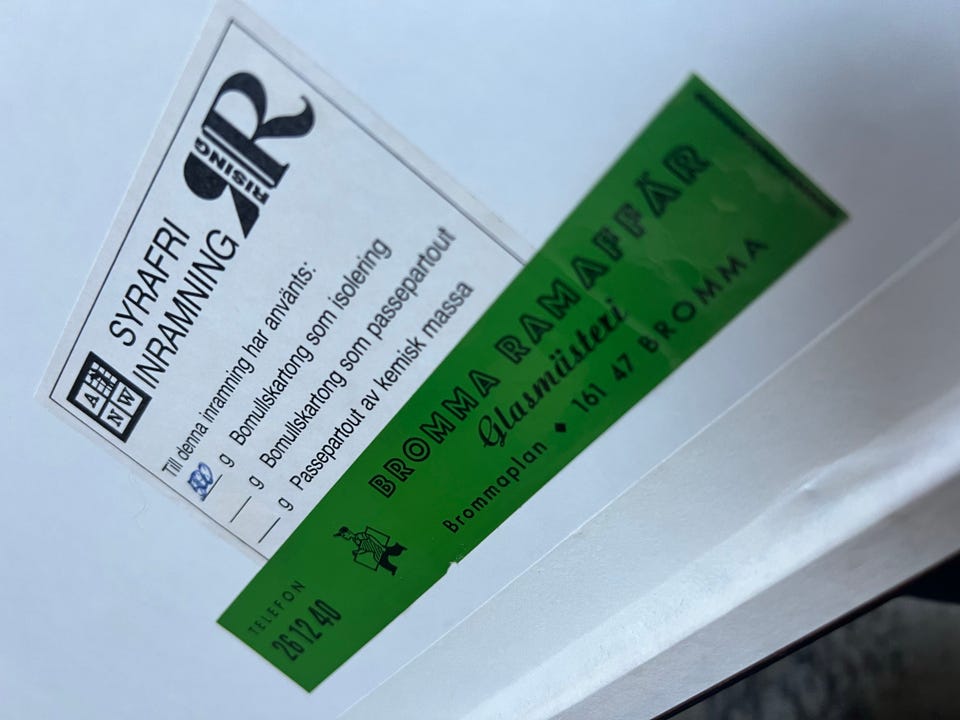 A
NW
SYRAFRI
INRAMNING
R
RISING
R
Till denna inramning har använts:
g Bomullskartong som isolering
g Bomullskartong som passepartout
g Passepartout av kemisk massa
TELEFON
26 12 40
BROMMA RAMAFFÄR
Glasmästeri
Brommaplan ◆ 161 47 BROMMA